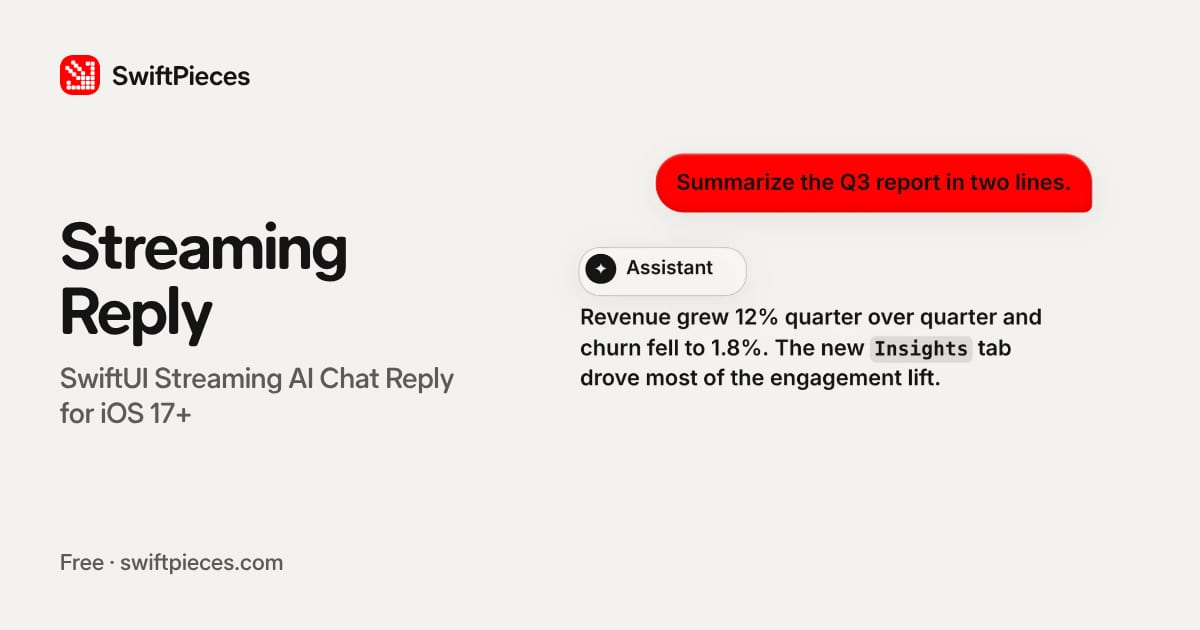 SwiftPieces
Streaming
Reply
SwiftUI Streaming AI Chat Reply
for iOS 17+
Free · swiftpieces.com
Summarize the Q3 report in two lines.
Assistant
Revenue grew 12% quarter over quarter and
churn fell to 1.8%. The new Insights tab
drove most of the engagement lift.